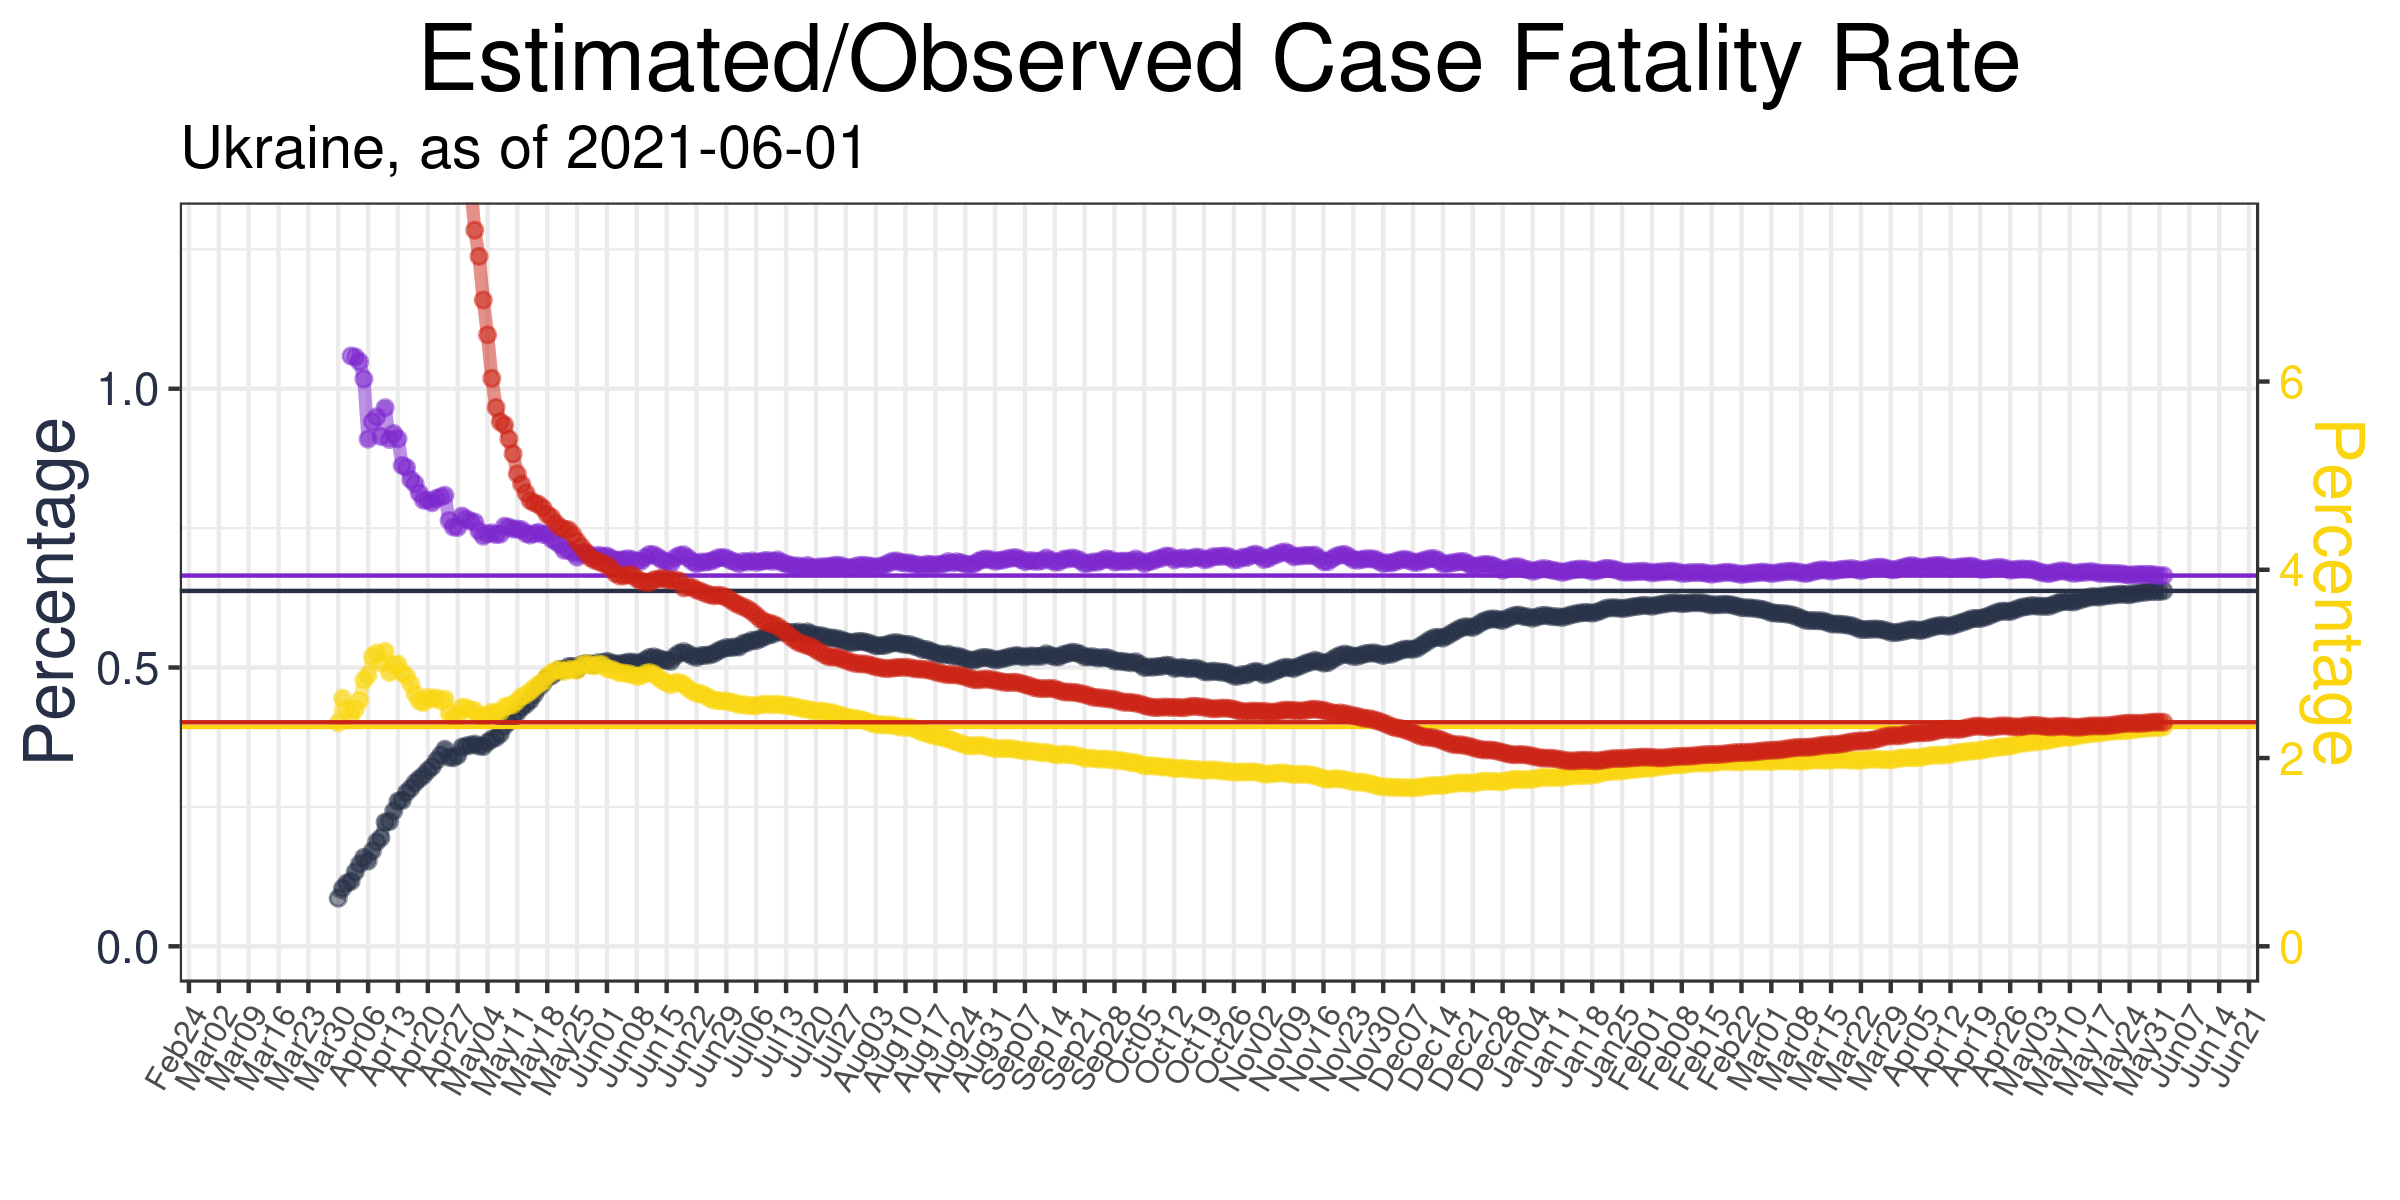 Estimated/Observed Case Fatality Rate
Ukraine, as of 2021-06-01
Percentage
1.0
0.5
0.0
6
4
2
0
Percentage
Feb24
Mar02
Mar09
Mar16
Mar23
Mar30
Apr06
Apr13
Apr20
Apr27
May04
May11
May18
May25
Jun01
Jun08
Jun15
Jun22
Jun29
Jul06
Jul13
Jul20
Jul27
Aug03
Aug10
Aug17
Aug24
Aug31
Sep07
Sep14
Sep21
Sep28
Oct05
Oct12
Oct19
Oct26
Nov02
Nov09
Nov16
Nov23
Nov30
Dec07
Dec14
Dec21
Dec28
Jan04
Jan11
Jan18
Jan25
Feb01
Feb08
Feb15
Feb22
Mar01
Mar08
Mar15
Mar22
Mar29
Apr05
Apr12
Apr19
Apr26
May03
May10
May17
May24
May31
Jun07
Jun14
Jun21